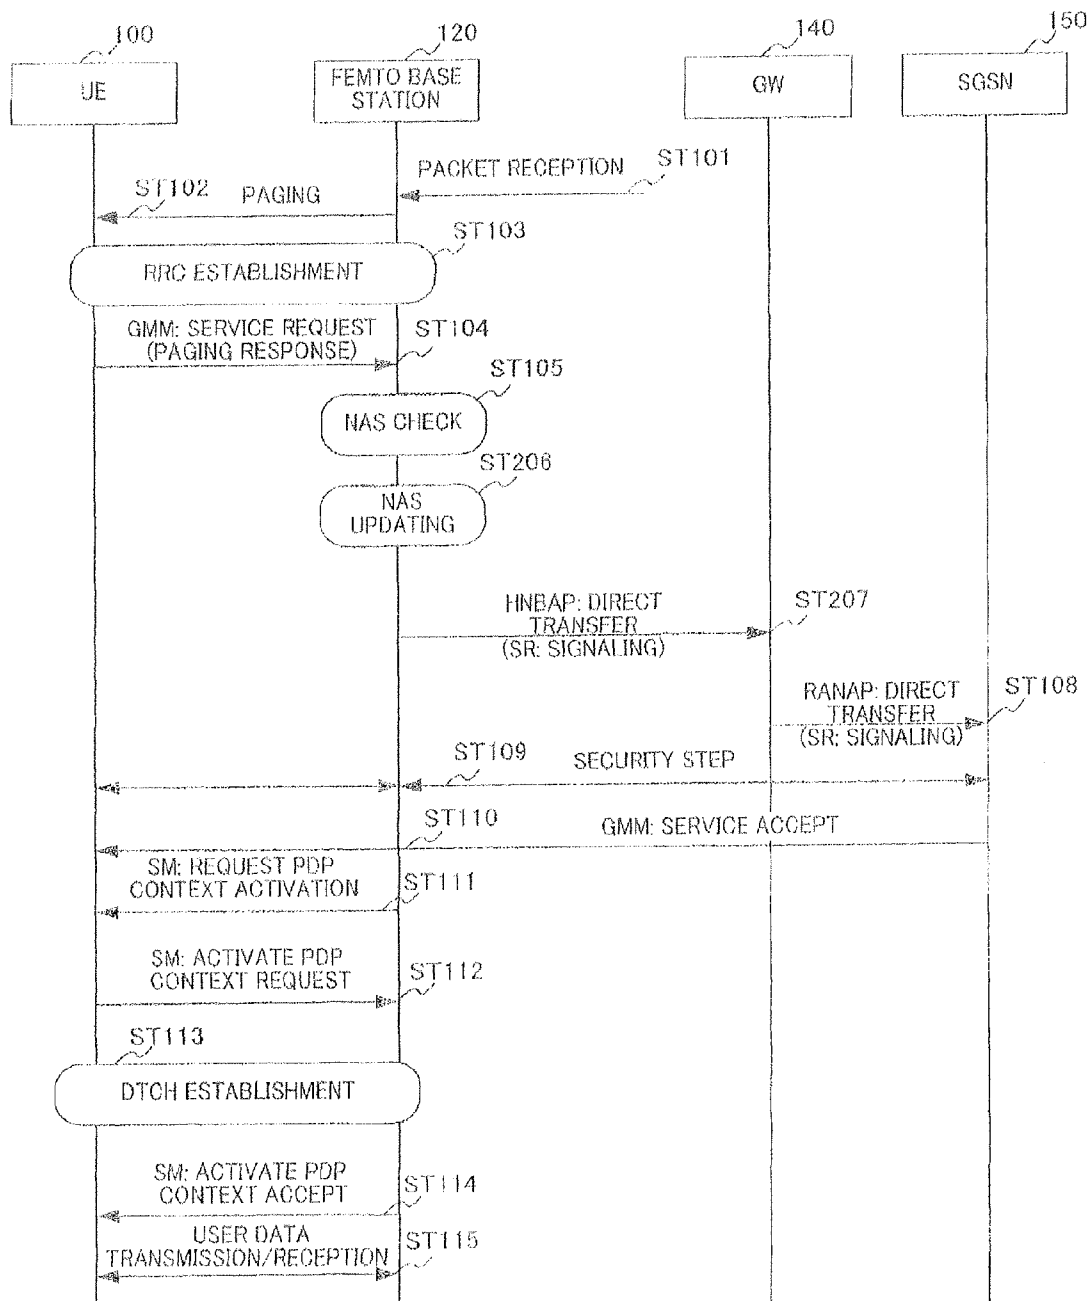 100
120
140
150
UE
FEMTO BASE
STATION
GW
SGSN
PACKET RECEPTION
ST101
ST102
PAGING
ST103
RRC ESTABLISHMENT
GMM: SERVICE REQUEST
(PAGING RESPONSE)
ST104
ST105
NAS CHECK
ST206
NAS
UPDATING
HNBAP: DIRECT
TRANSFER
(SR: SIGNALING)
ST207
RANAP: DIRECT
TRANSFER
(SR: SIGNALING)
ST108
ST109
SECURITY STEP
ST110
GMM: SERVICE ACCEPT
SM: REQUEST PDP
CONTEXT ACTIVATION
ST111
SM: ACTIVATE PDP
CONTEXT REQUEST
ST112
ST113
DTCH ESTABLISHMENT
SM: ACTIVATE PDP
CONTEXT ACCEPT
ST114
USER DATA
TRANSMISSION/RECEPTION
ST115